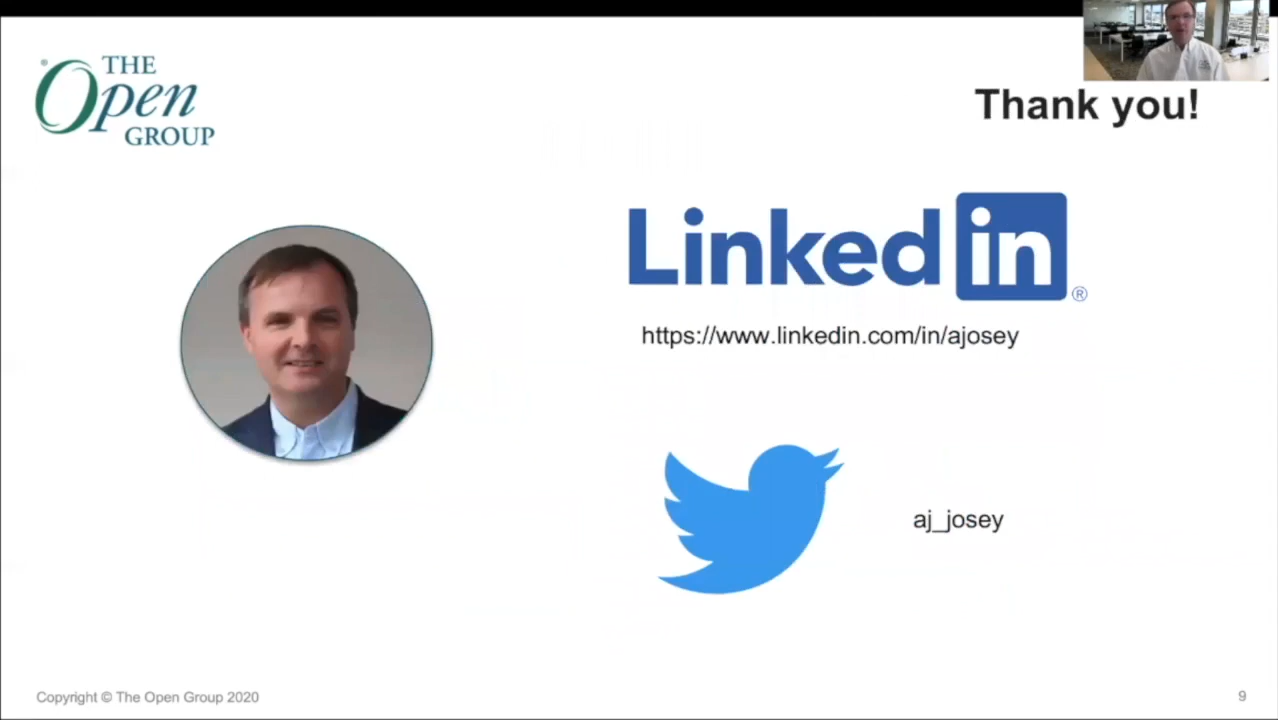 THE
Open
GROUP
Thank you!
Linkedin
https://www.linkedin.com/in/ajosey
aj_josey
Copyright © The Open Group 2020
9